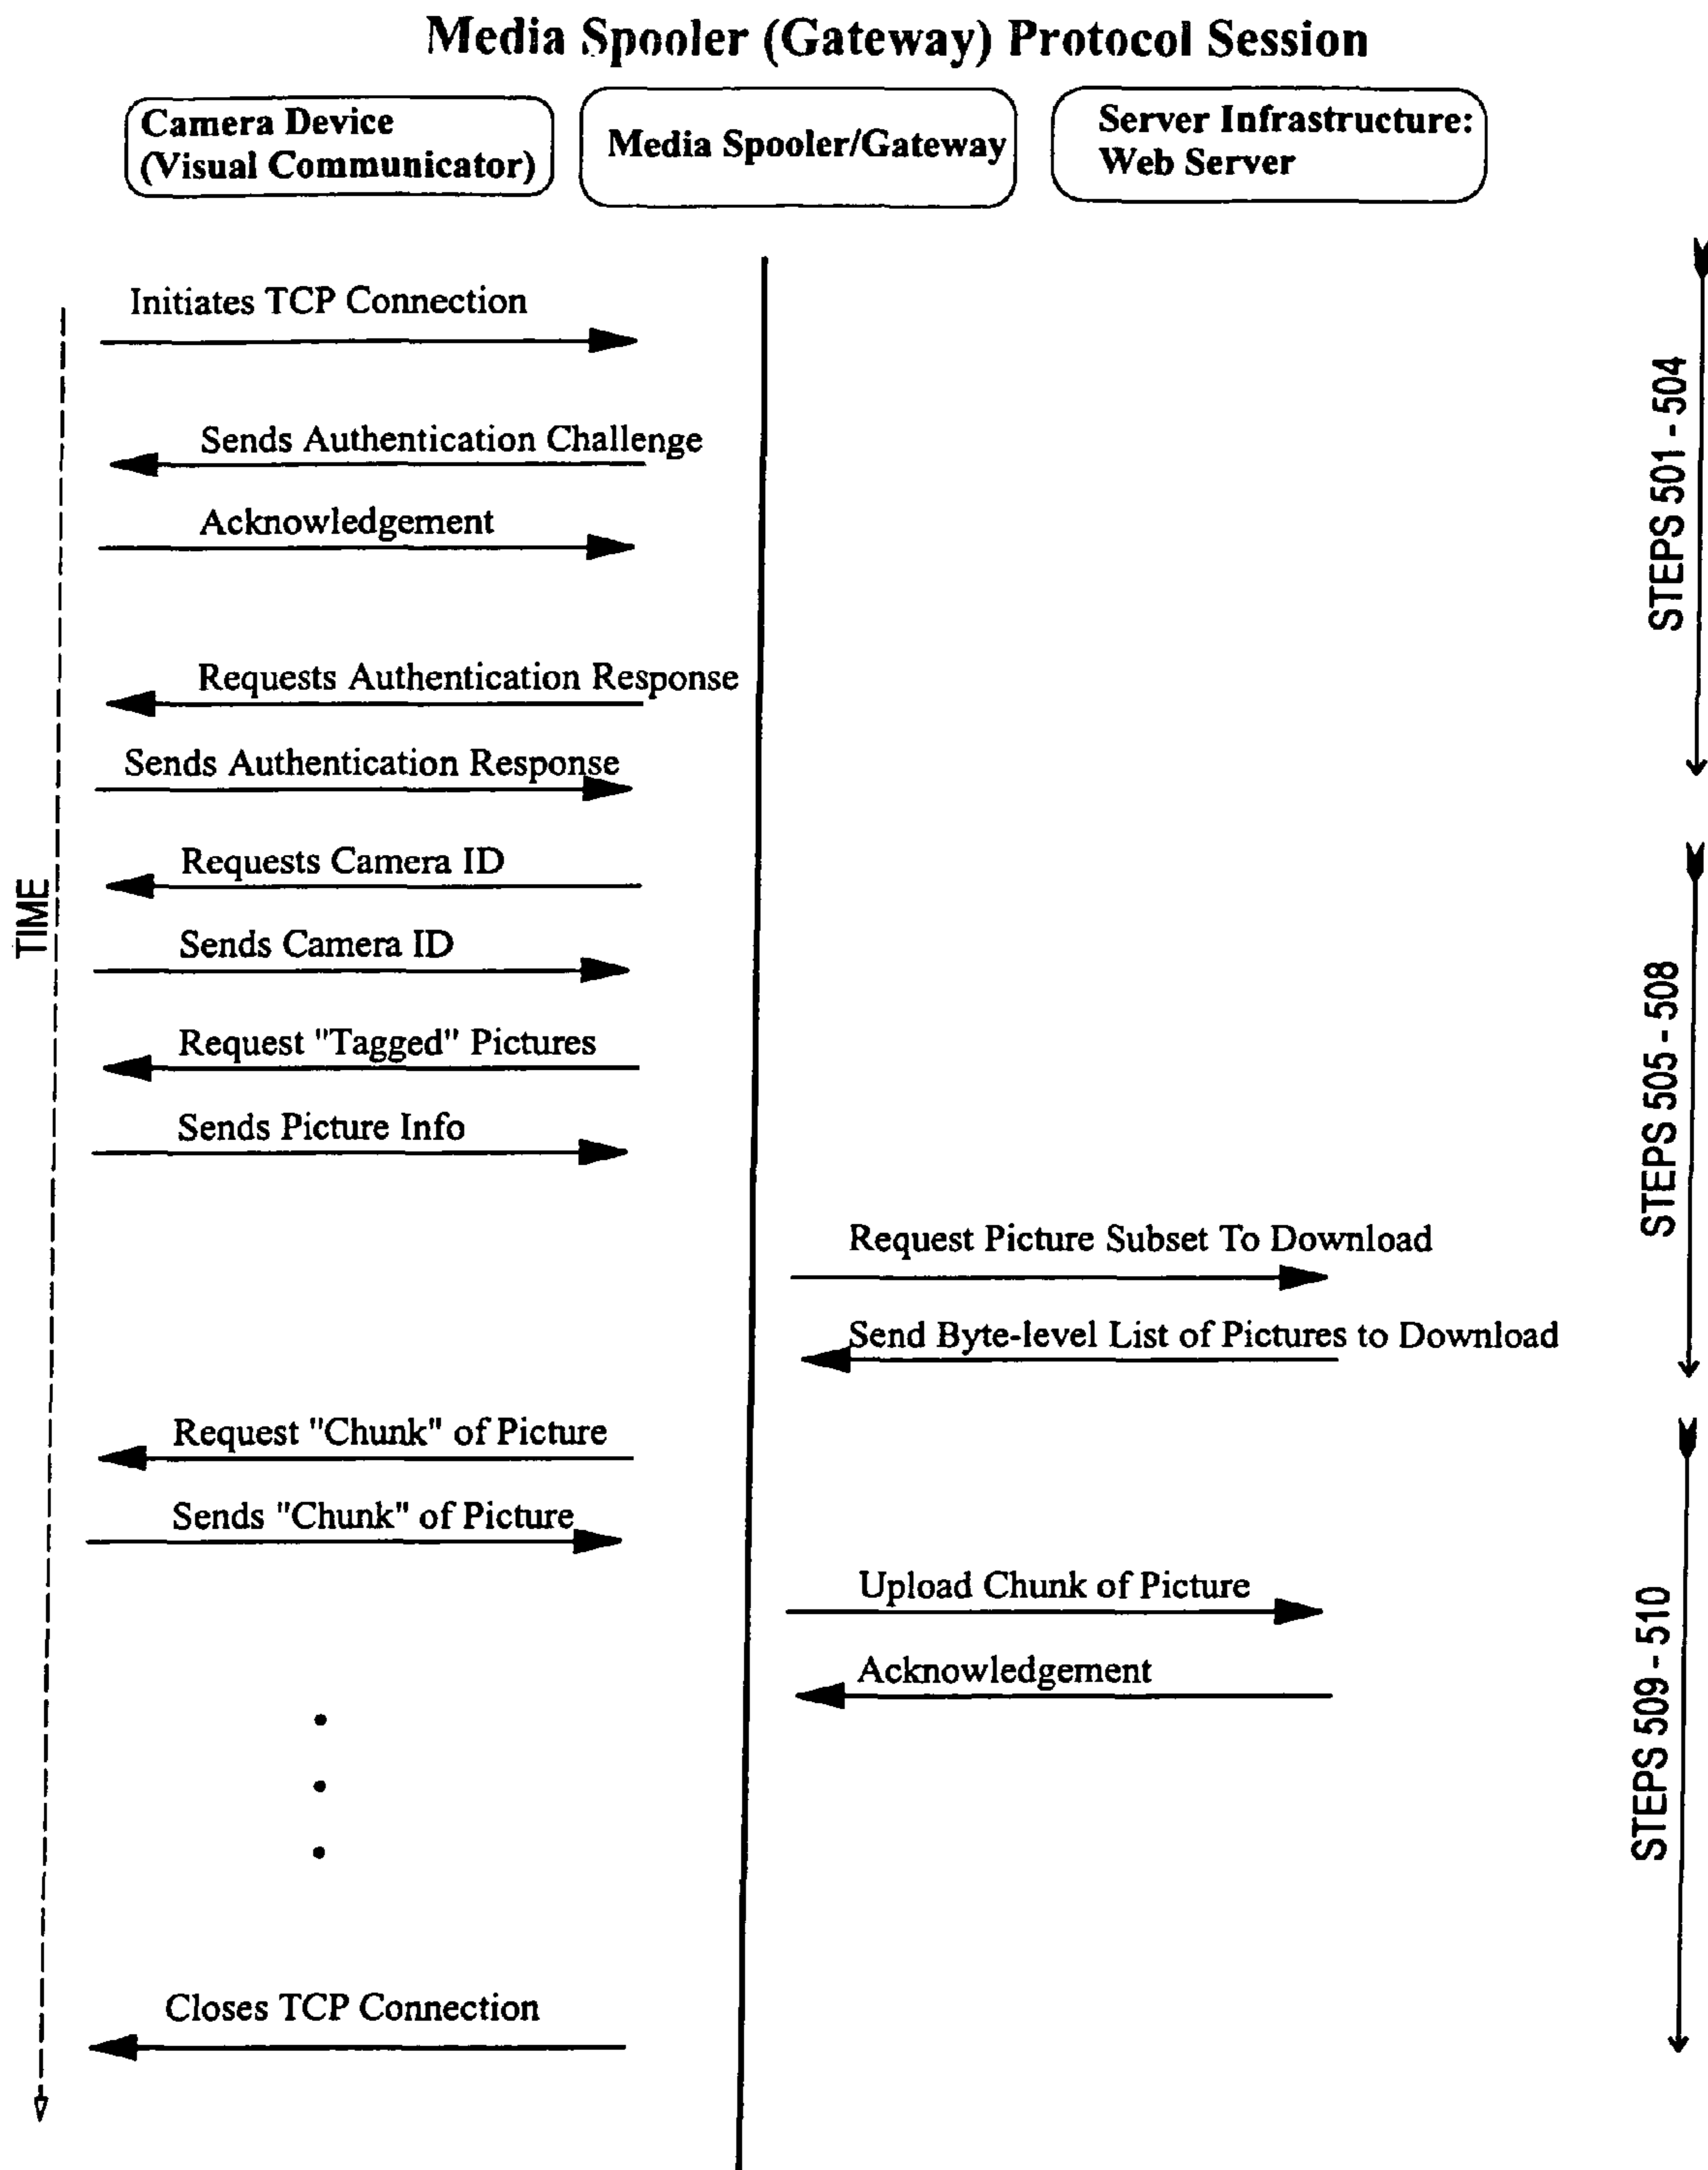 Media Spooler (Gateway) Protocol Session
Camera Device
(Visual Communicator)
Media Spooler/Gateway
Server Infrastructure:
Web Server
Initiates TCP Connection
Sends Authentication Challenge
Acknowledgement
Requests Authentication Response
Sends Authentication Response
Requests Camera ID
Sends Camera ID
Request "Tagged" Pictures
Sends Picture Info
Request Picture Subset To Download
Send Byte-level List of Pictures to Download
Request "Chunk" of Picture
Sends "Chunk" of Picture
Upload Chunk of Picture
Acknowledgement
Closes TCP Connection
TIME
STEPS 501 - 504
STEPS 505 - 508
STEPS 509 - 510